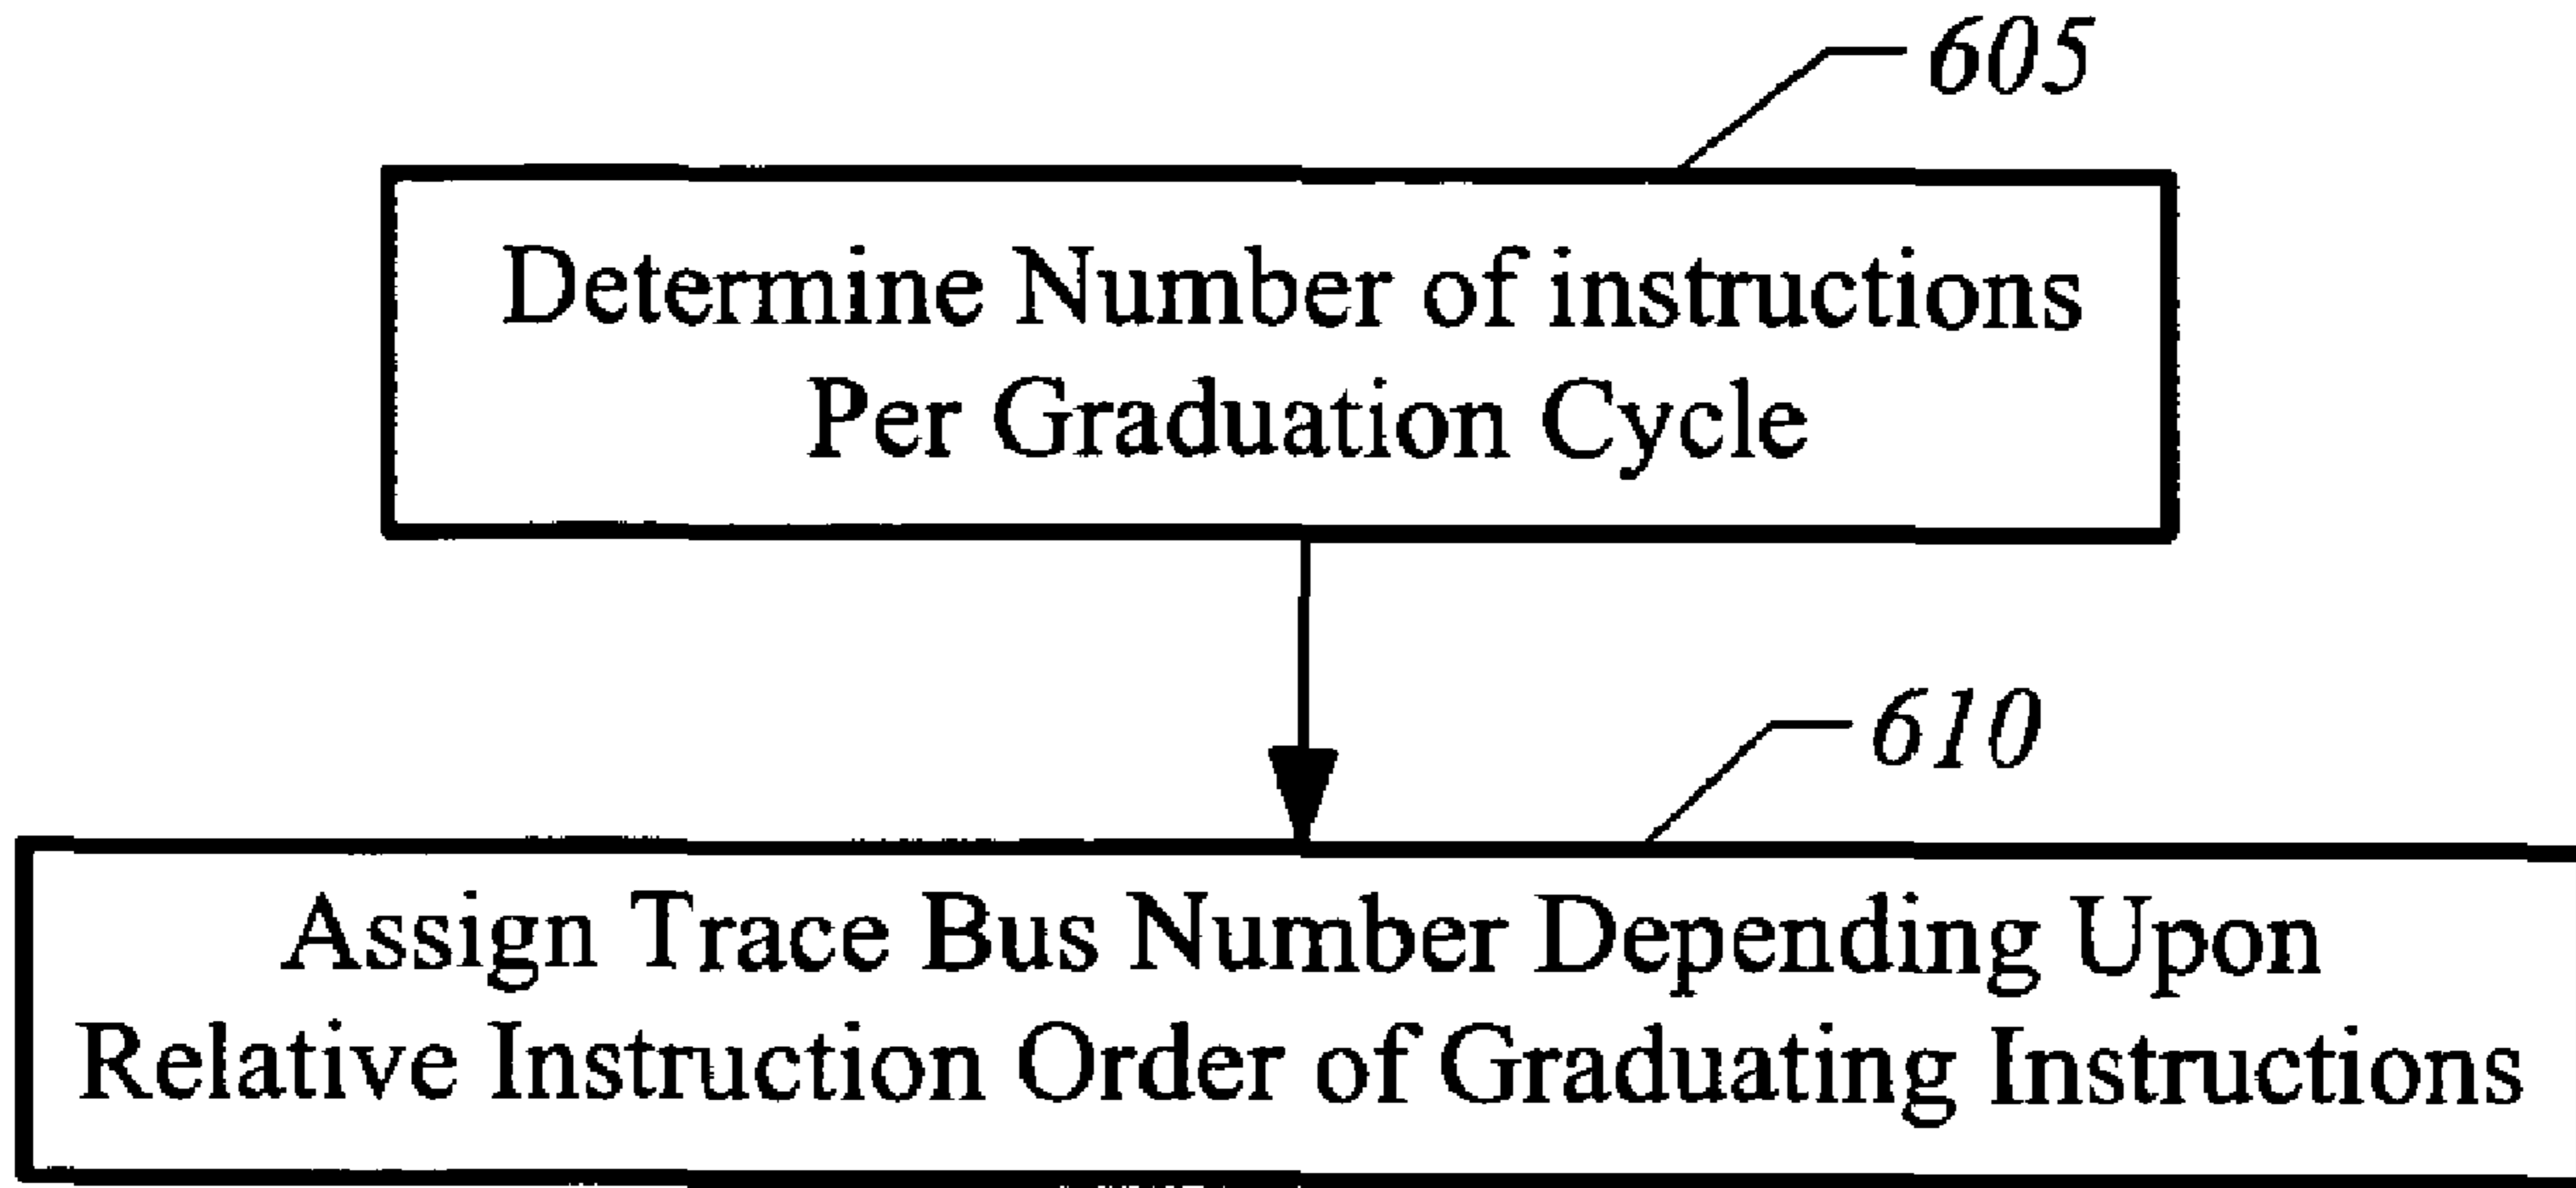 605
Determine Number of instructions
Per Graduation Cycle
610
Assign Trace Bus Number Depending Upon
Relative Instruction Order of Graduating Instructions